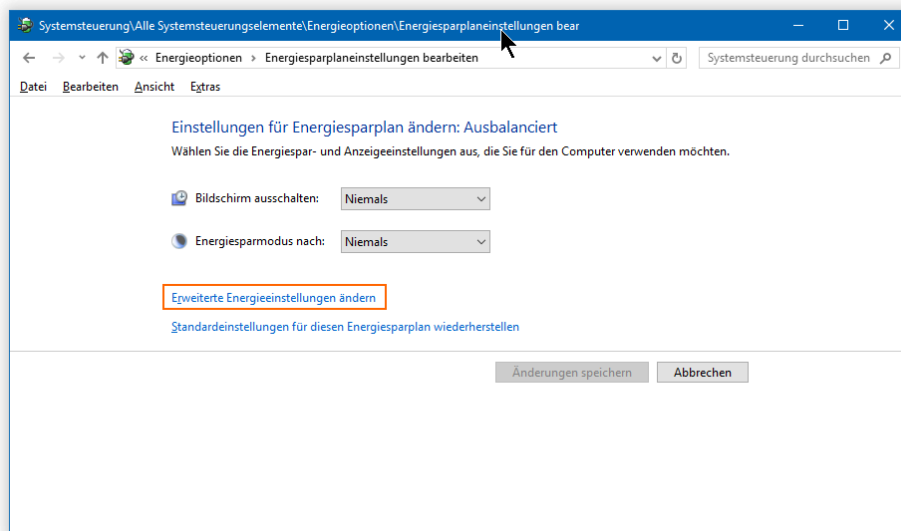 Systemsteuerung\Alle Systemsteuerungselemente\Energieoptionen\Energiesparplaneinstellungen bear
« Energieoptionen > Energiesparplaneinstellungen bearbeiten
Systemsteuerung durchsuchen
Datei Bearbeiten Ansicht Extras
Einstellungen für Energiesparplan ändern: Ausbalanciert
Wählen Sie die Energiespar- und Anzeigeeinstellungen aus, die Sie für den Computer verwenden möchten.
Bildschirm ausschalten: Niemals
Energiesparmodus nach: Niemals
Erweiterte Energieeinstellungen ändern
Standardeinstellungen für diesen Energiesparplan wiederherstellen
Änderungen speichern Abbrechen